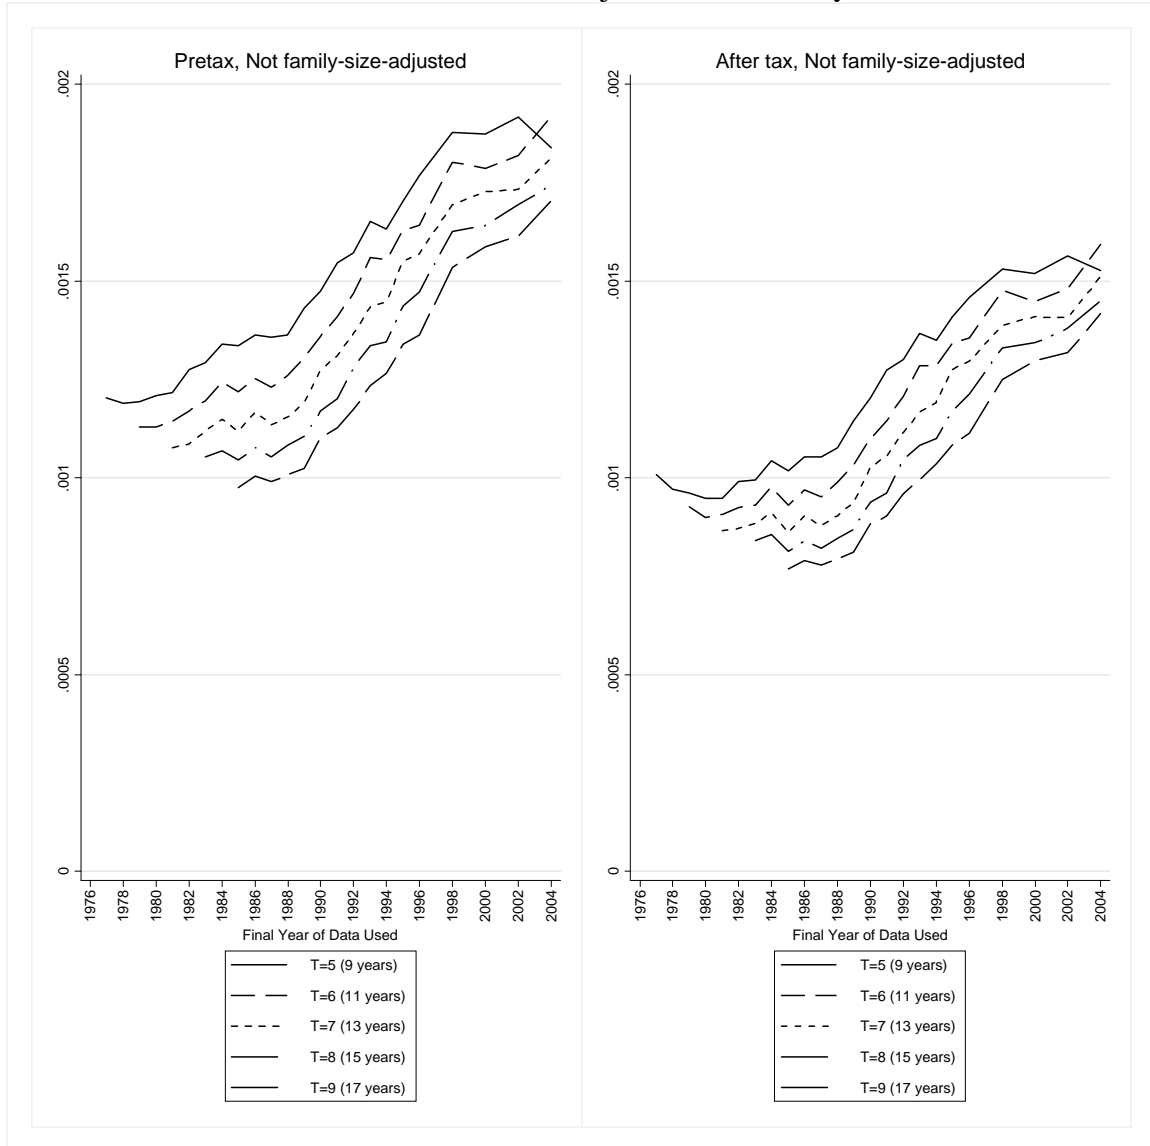 Pretax, Not family-size-adjusted
.002
.0015
.001
.0005
0
1976 1978 1980 1982 1984 1986 1988 1990 1992 1994 1996 1998 2000 2002 2004
Final Year of Data Used
T=5 (9 years)
T=6 (11 years)
T=7 (13 years)
T=8 (15 years)
T=9 (17 years)
After tax, Not family-size-adjusted
.002
.0015
.001
.0005
0
1976 1978 1980 1982 1984 1986 1988 1990 1992 1994 1996 1998 2000 2002 2004
Final Year of Data Used
T=5 (9 years)
T=6 (11 years)
T=7 (13 years)
T=8 (15 years)
T=9 (17 years)